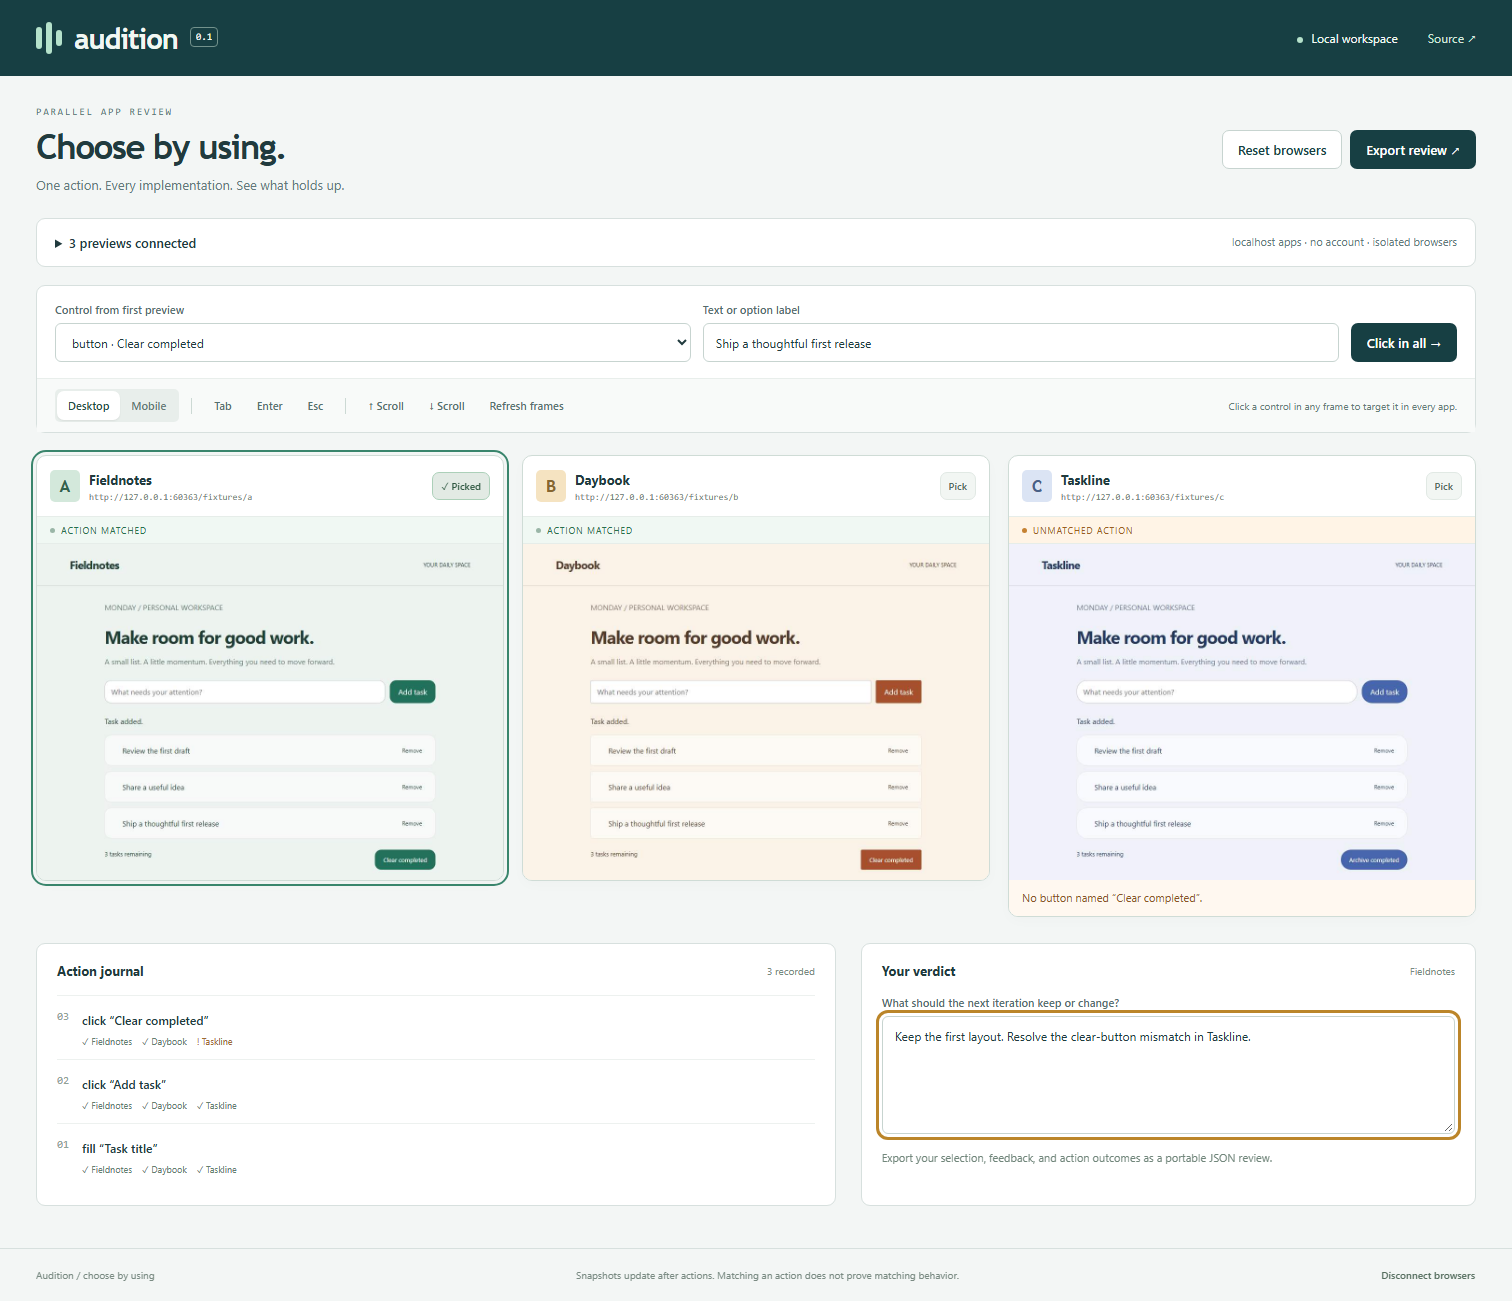 audition 0.1
Local workspace
Source ↗
PARALLEL APP REVIEW
Choose by using.
One action. Every implementation. See what holds up.
Reset browsers
Export review ↗
▶ 3 previews connected
localhost apps · no account · isolated browsers
Control from first preview
button · Clear completed
Text or option label
Ship a thoughtful first release
Click in all →
Desktop
Mobile
Tab
Enter
Esc
↑ Scroll
↓ Scroll
Refresh frames
Click a control in any frame to target it in every app.
A
Fieldnotes
http://127.0.0.1:60363/fixtures/a
✓ Picked
ACTION MATCHED
Fieldnotes
YOUR DAILY SPACE
MONDAY / PERSONAL WORKSPACE
Make room for good work.
A small list. A little momentum. Everything you need to move forward.
What needs your attention?
Add task
Task added.
Review the first draft
Remove
Share a useful idea
Remove
Ship a thoughtful first release
Remove
3 tasks remaining
Clear completed
B
Daybook
http://127.0.0.1:60363/fixtures/b
Pick
ACTION MATCHED
Daybook
YOUR DAILY SPACE
MONDAY / PERSONAL WORKSPACE
Make room for good work.
A small list. A little momentum. Everything you need to move forward.
What needs your attention?
Add task
Task added.
Review the first draft
Remove
Share a useful idea
Remove
Ship a thoughtful first release
Remove
3 tasks remaining
Clear completed
C
Taskline
http://127.0.0.1:60363/fixtures/c
Pick
UNMATCHED ACTION
Taskline
YOUR DAILY SPACE
MONDAY / PERSONAL WORKSPACE
Make room for good work.
A small list. A little momentum. Everything you need to move forward.
What needs your attention?
Add task
Task added.
Review the first draft
Remove
Share a useful idea
Remove
Ship a thoughtful first release
Remove
3 tasks remaining
Archive completed
No button named “Clear completed”.
Action journal
3 recorded
03 click “Clear completed”
✓ Fieldnotes ✓ Daybook ! Taskline
02 click “Add task”
✓ Fieldnotes ✓ Daybook ✓ Taskline
01 fill “Task title”
✓ Fieldnotes ✓ Daybook ✓ Taskline
Your verdict
Fieldnotes
What should the next iteration keep or change?
Keep the first layout. Resolve the clear-button mismatch in Taskline.
Export your selection, feedback, and action outcomes as a portable JSON review.
Audition / choose by using
Snapshots update after actions. Matching an action does not prove matching behavior.
Disconnect browsers